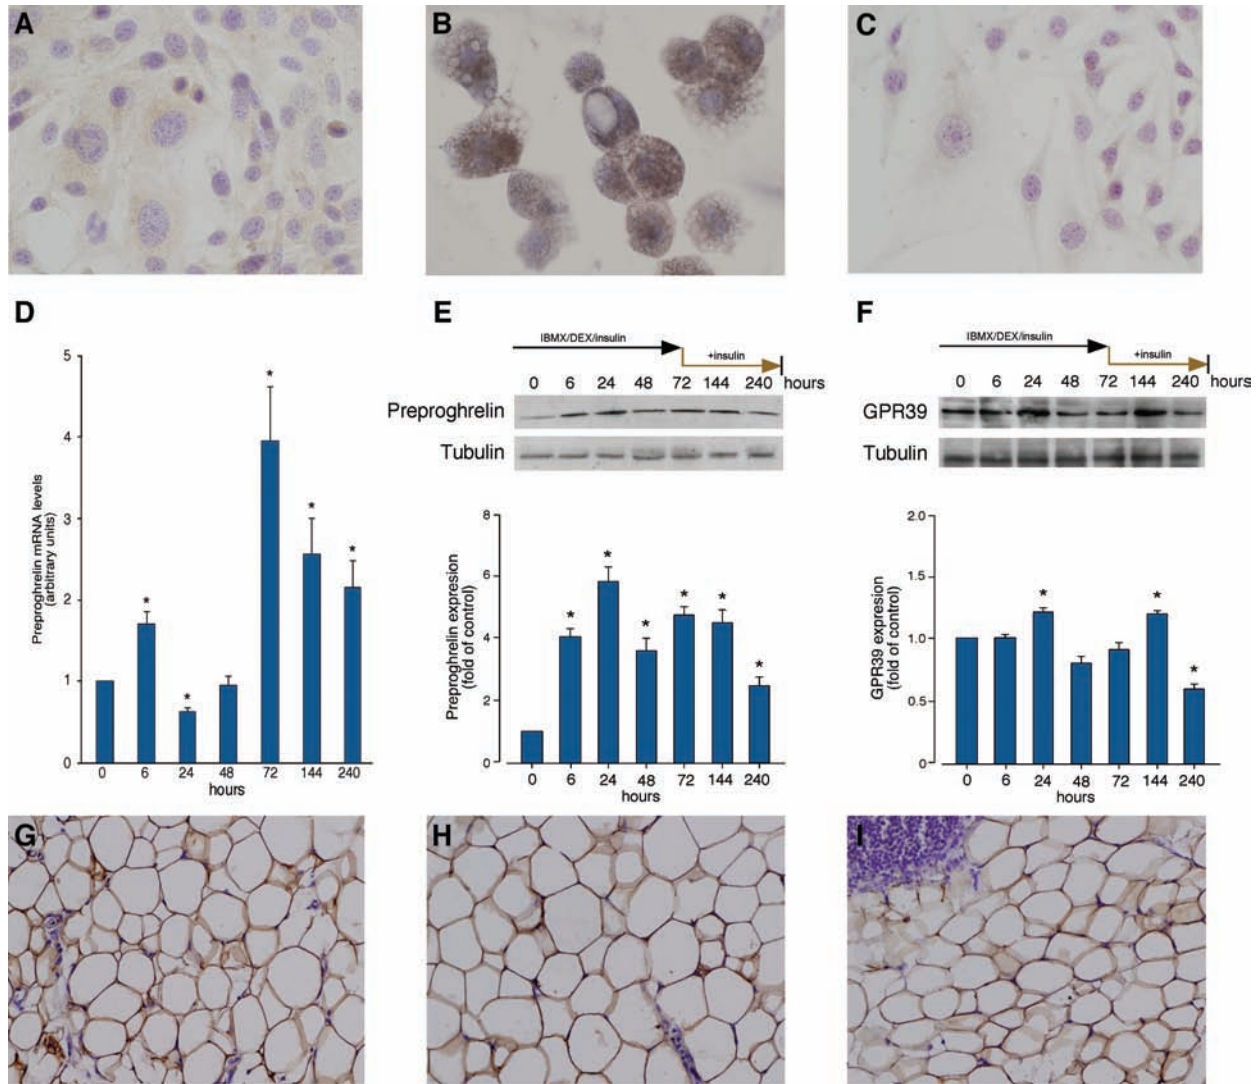 A
B
C
D
Preproghrelin mRNA levels
(arbitrary units)
5
4
3
2
1
0
*
*
*
*
*
0 6 24 48 72 144 240
hours
E
IBMX/DEX/insulin
+insulin
0 6 24 48 72 144 240 hours
Preproghrelin
Tubulin
Preproghrelin expresion
(fold of control)
8
6
4
2
0
*
*
*
*
*
*
0 6 24 48 72 144 240
hours
F
IBMX/DEX/insulin
+insulin
0 6 24 48 72 144 240 hours
GPR39
Tubulin
GPR39 expression
(fold of control)
2.0
1.5
1.0
0.5
0.0
*
*
*
0 6 24 48 72 144 240
hours
G
H
I